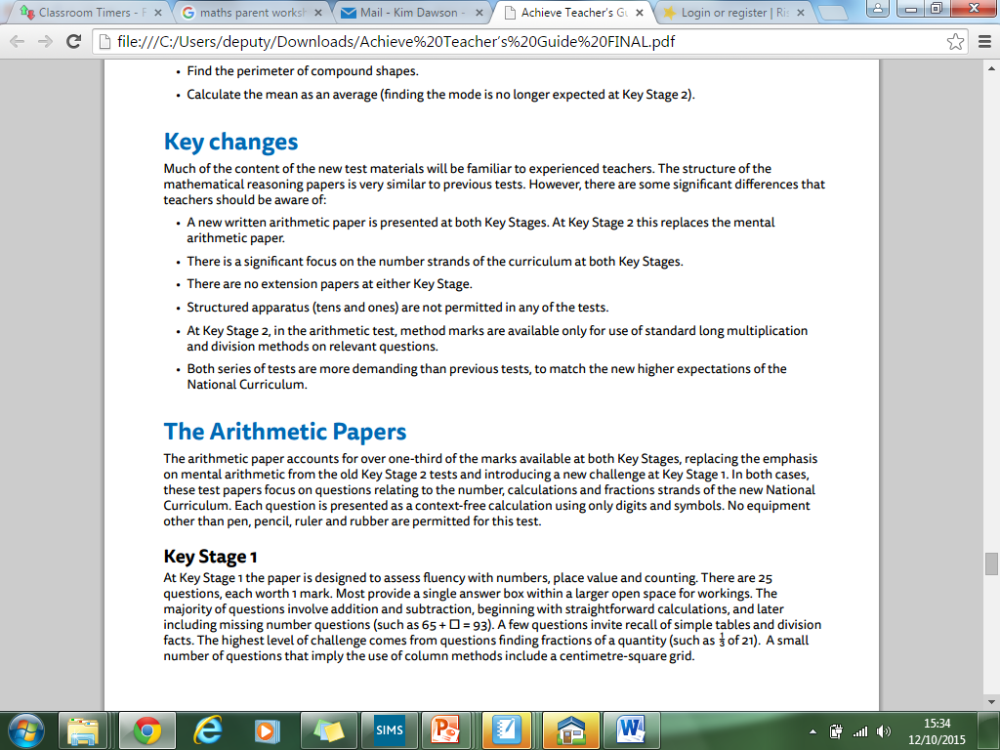 Classroom Timers - F
maths parent worksh
Mail - Kim Dawson -
Achieve Teacher's Gu
Login or register | Ris
file:///C:/Users/deputy/Downloads/Achieve%20Teacher's%20Guide%20FINAL.pdf
• Find the perimeter of compound shapes.
• Calculate the mean as an average (finding the mode is no longer expected at Key Stage 2).
Key changes
Much of the content of the new test materials will be familiar to experienced teachers. The structure of the
mathematical reasoning papers is very similar to previous tests. However, there are some significant differences that
teachers should be aware of:
• A new written arithmetic paper is presented at both Key Stages. At Key Stage 2 this replaces the mental
arithmetic paper.
• There is a significant focus on the number strands of the curriculum at both Key Stages.
• There are no extension papers at either Key Stage.
• Structured apparatus (tens and ones) are not permitted in any of the tests.
• At Key Stage 2, in the arithmetic test, method marks are available only for use of standard long multiplication
and division methods on relevant questions.
• Both series of tests are more demanding than previous tests, to match the new higher expectations of the
National Curriculum.
The Arithmetic Papers
The arithmetic paper accounts for over one-third of the marks available at both Key Stages, replacing the emphasis
on mental arithmetic from the old Key Stage 2 tests and introducing a new challenge at Key Stage 1. In both cases,
these test papers focus on questions relating to the number, calculations and fractions strands of the new National
Curriculum. Each question is presented as a context-free calculation using only digits and symbols. No equipment
other than pen, pencil, ruler and rubber are permitted for this test.
Key Stage 1
At Key Stage 1 the paper is designed to assess fluency with numbers, place value and counting. There are 25
questions, each worth 1 mark. Most provide a single answer box within a larger open space for workings. The
majority of questions involve addition and subtraction, beginning with straightforward calculations, and later
including missing number questions (such as 65 + □ = 93). A few questions invite recall of simple tables and division
facts. The highest level of challenge comes from questions finding fractions of a quantity (such as ⅓ of 21). A small
number of questions that imply the use of column methods include a centimetre-square grid.
SIMS
15:34
12/10/2015